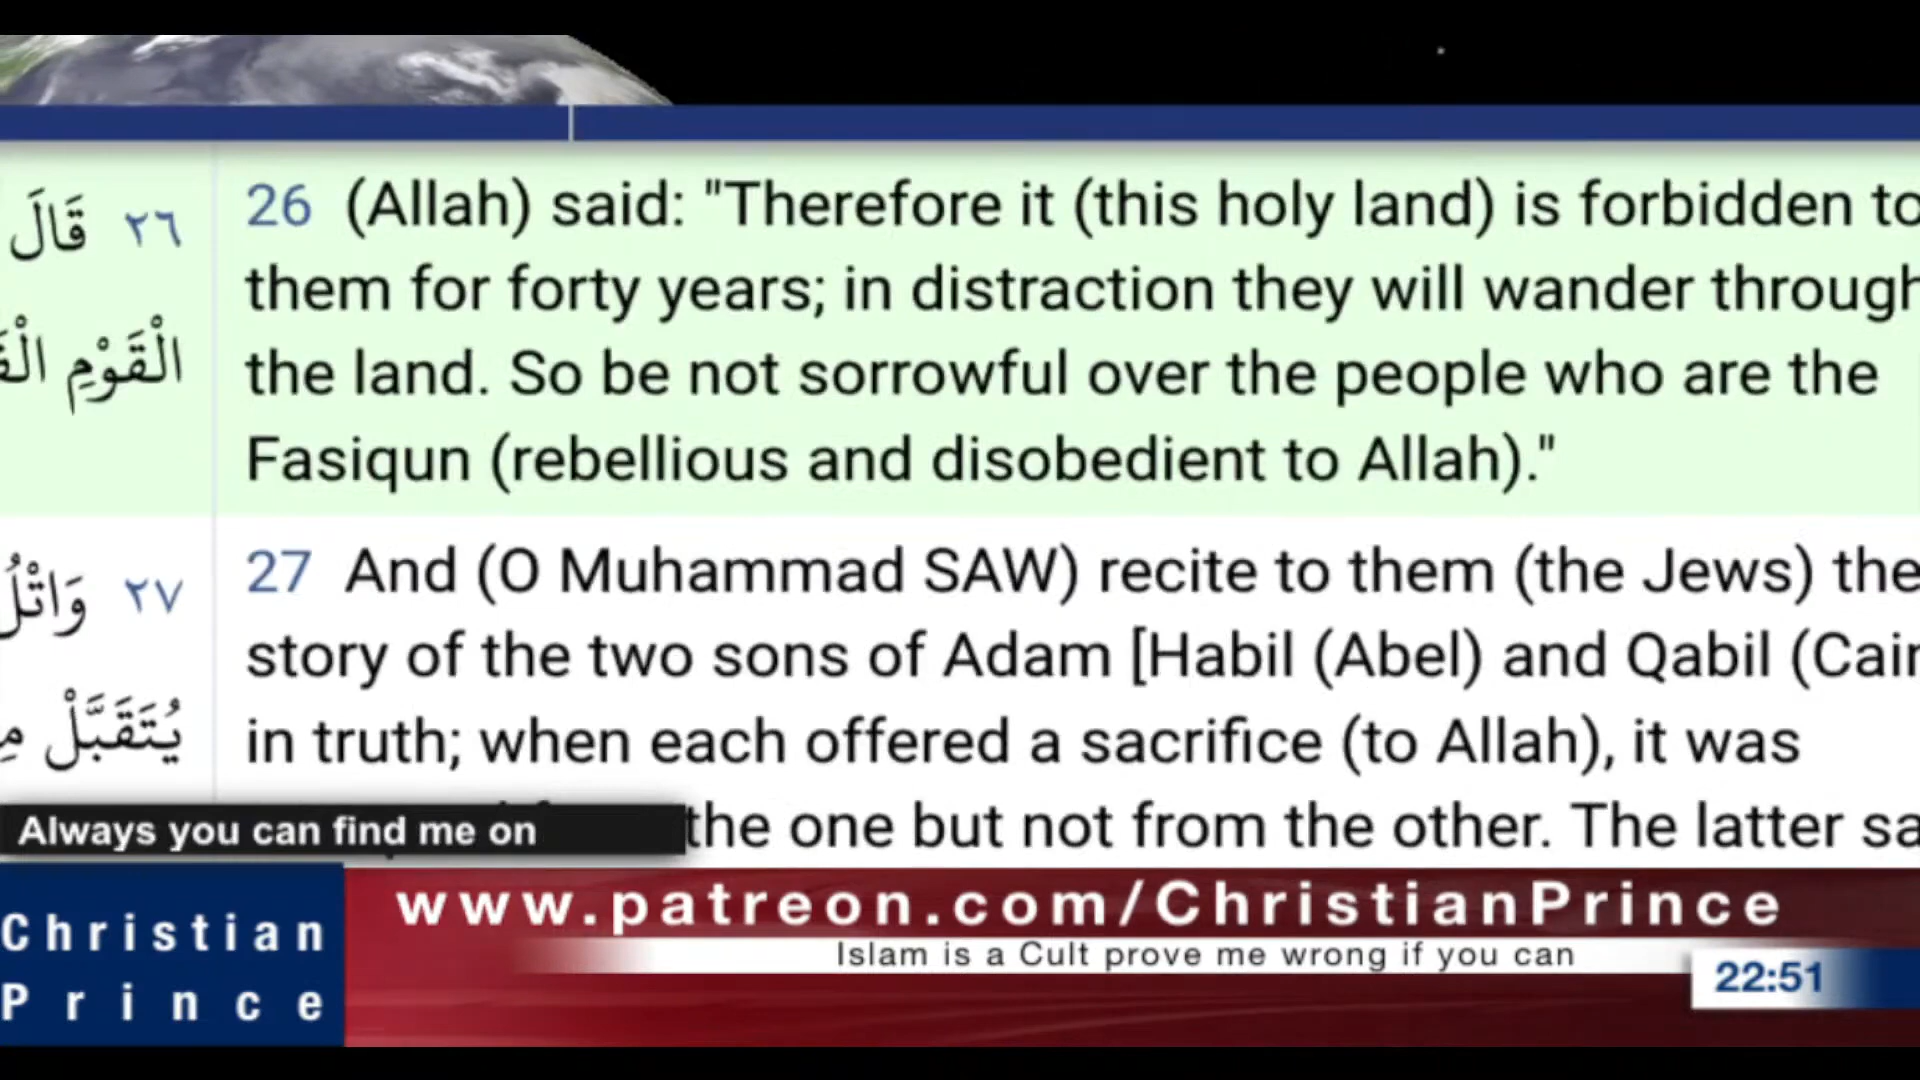 26 (Allah) said: "Therefore it (this holy land) is forbidden to
them for forty years; in distraction they will wander through
the land. So be not sorrowful over the people who are the
Fasiqun (rebellious and disobedient to Allah)."
٢٦ قَالَ
الْقَوْمِ
27 And (O Muhammad SAW) recite to them (the Jews) the
story of the two sons of Adam [Habil (Abel) and Qabil (Cain
in truth; when each offered a sacrifice (to Allah), it was
the one but not from the other. The latter sa
٢٧ وَاتْلُ
يُتَقَبَّلْ
Always you can find me on
Christian
Prince
www.patreon.com/ChristianPrince
Islam is a Cult prove me wrong if you can
22:51